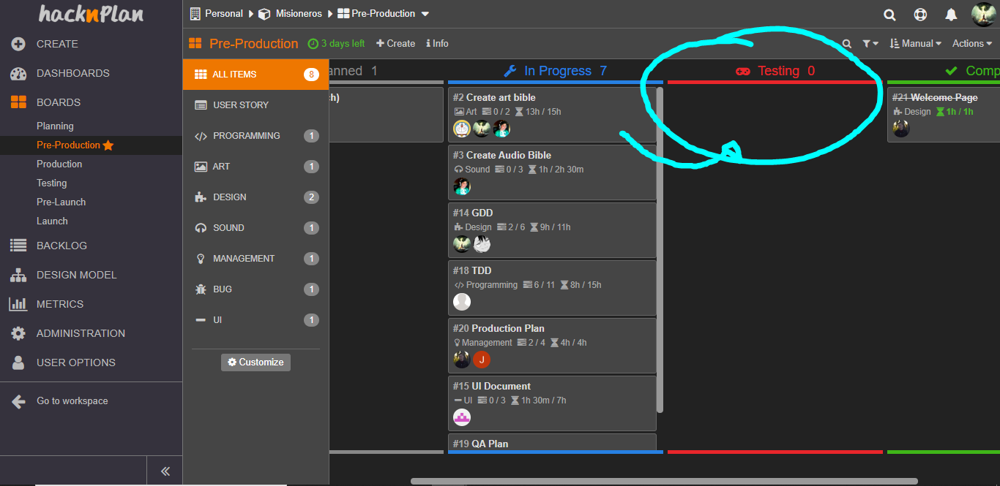 hacknPlan
Personal Misioneros Pre-Production
CREATE
DASHBOARDS
BOARDS
Planning
Pre-Production
Production
Testing
Pre-Launch
Launch
BACKLOG
DESIGN MODEL
METRICS
ADMINISTRATION
USER OPTIONS
Go to workspace
Pre-Production 3 days left Create Info Manual Actions
ALL ITEMS 8
USER STORY
PROGRAMMING 1
ART 1
DESIGN 2
SOUND 1
MANAGEMENT 1
BUG 1
UI 1
Customize
anned 1
h)
In Progress 7
#2 Create art bible
Art 0 / 2 13h / 15h
#3 Create Audio Bible
Sound 0 / 3 1h / 2h 30m
#14 GDD
Design 2 / 6 9h / 11h
#18 TDD
Programming 6 / 11 8h / 15h
#20 Production Plan
Management 2 / 4 4h / 4h
J
#15 UI Document
UI 0 / 3 1h 30m / 7h
#19 QA Plan
Testing 0
Comp
#21 Welcome Page
Design 1h / 1h